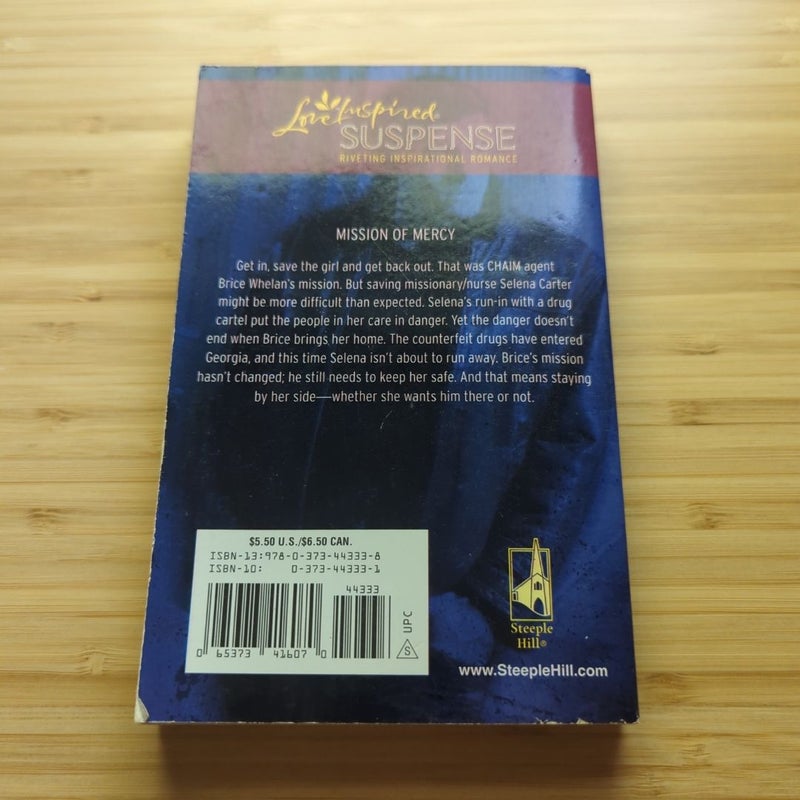 Love Inspired®
SUSPENSE
RIVETING INSPIRATIONAL ROMANCE
MISSION OF MERCY
Get in, save the girl and get back out. That was CHAIM agent
Brice Whelan's mission. But saving missionary/nurse Selena Carter
might be more difficult than expected. Selena's run-in with a drug
cartel put the people in her care in danger. Yet the danger doesn't
end when Brice brings her home. The counterfeit drugs have entered
Georgia, and this time Selena isn't about to run away. Brice's mission
hasn't changed; he still needs to keep her safe. And that means staying
by her side—whether she wants him there or not.
$5.50 U.S./$6.50 CAN.
ISBN-13:978-0-373-44333-8
ISBN-10: 0-373-44333-1
44333
0 65373 41607 0
S UPC
Steeple
Hill®
www.SteepleHill.com